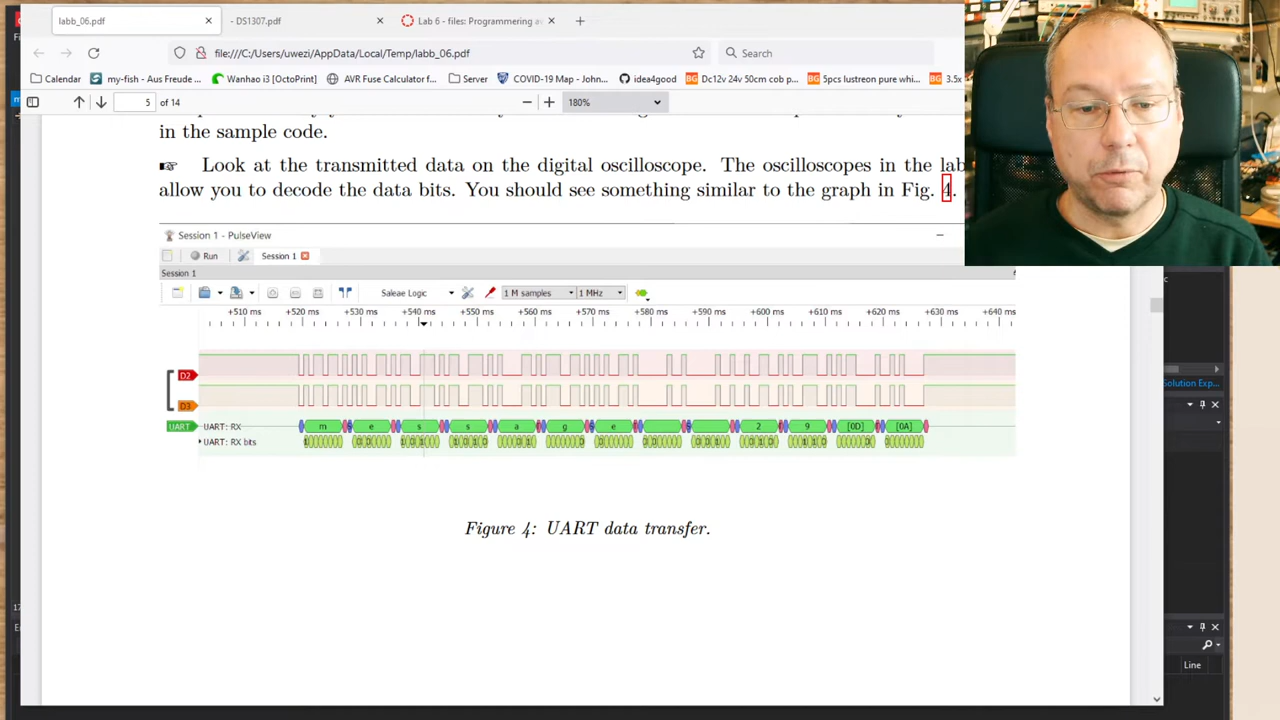 labb_06.pdf
- DS1307.pdf
Lab 6 - files: Programmering av
file:///C:/Users/uwezi/AppData/Local/Temp/labb_06.pdf
Search
Calendar
my-fish - Aus Freude ...
Wanhao i3 [OctoPrint]
AVR Fuse Calculator f...
Server
COVID-19 Map - John...
idea4good
Dc12v 24v 50cm cob p...
5pcs lustreon pure whi...
3.5x
5 of 14
180%
in the sample code.
Look at the transmitted data on the digital oscilloscope. The oscilloscopes in the lab
allow you to decode the data bits. You should see something similar to the graph in Fig. 4.
Session 1 - PulseView
Run
Session 1
Session 1
Saleae Logic
1 M samples
1 MHz
+510 ms +520 ms +530 ms +540 ms +550 ms +560 ms +570 ms +580 ms +590 ms +600 ms +610 ms +620 ms +630 ms +640 ms
D2
D3
UART UART: RX m e s s a g e 2 9 [0D] [0A]
UART: RX bits
Figure 4: UART data transfer.
Solution Exp...
Line